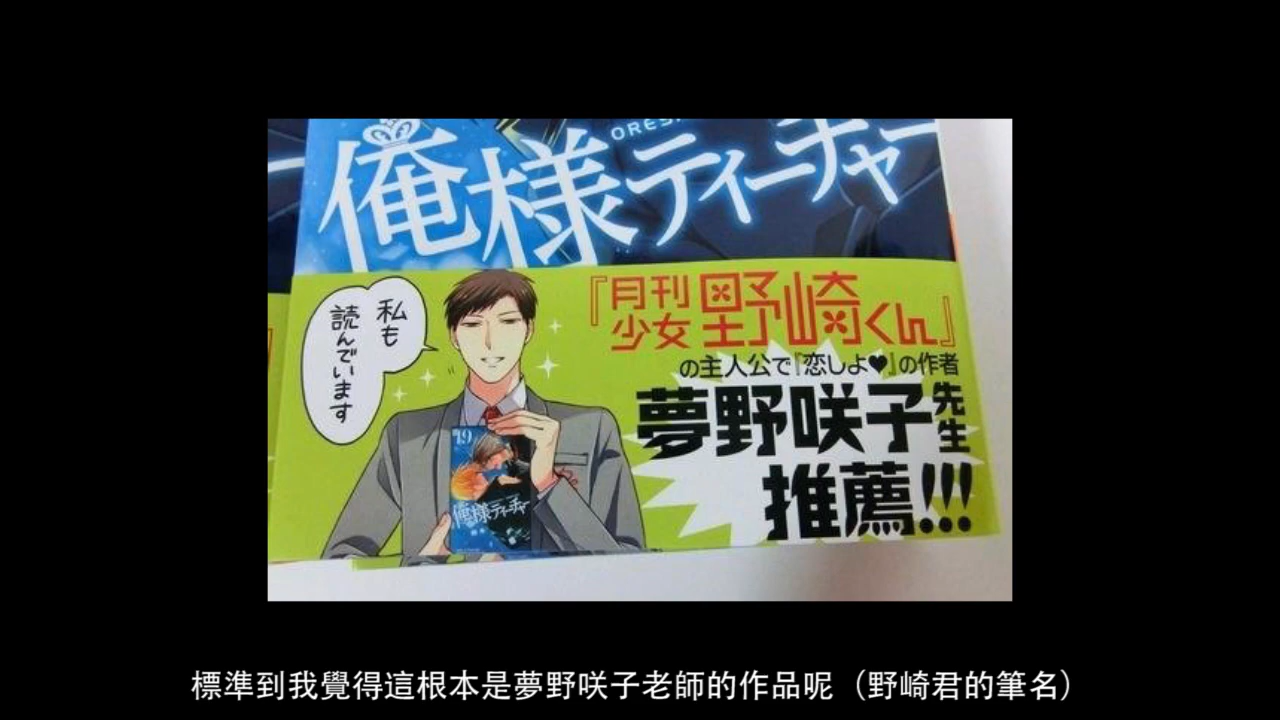 ORES
俺様ティーチャー
私も
読んでいます
『月刊少女野崎くん』
の主人公で『恋しよ♥』の作者
夢野咲子先生
推薦!!!
19
俺様ティーチャー
標準到我覺得這根本是夢野咲子老師的作品呢（野崎君的筆名）